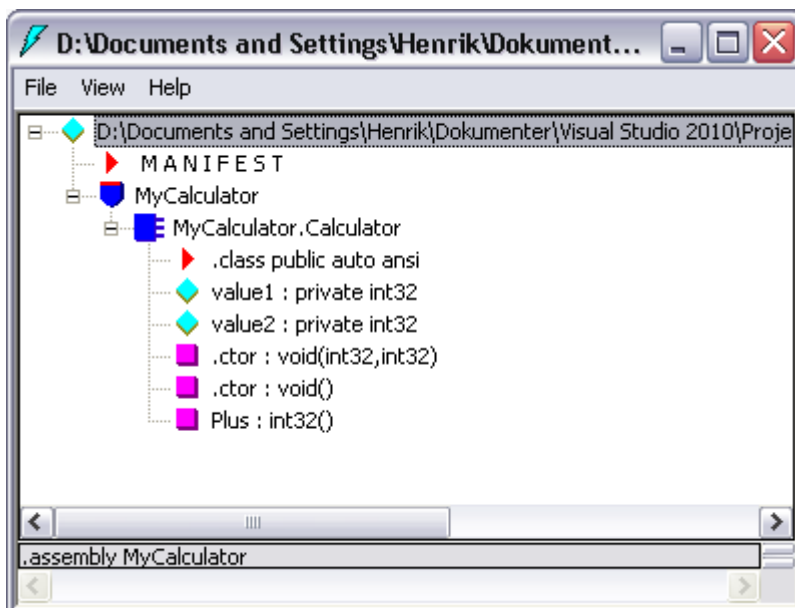 D:\Documents and Settings\Henrik\Dokument...
File View Help
D:\Documents and Settings\Henrik\Dokumenter\Visual Studio 2010\Proje
M A N I F E S T
MyCalculator
MyCalculator.Calculator
.class public auto ansi
value1 : private int32
value2 : private int32
.ctor : void(int32,int32)
.ctor : void()
Plus : int32()
.assembly MyCalculator